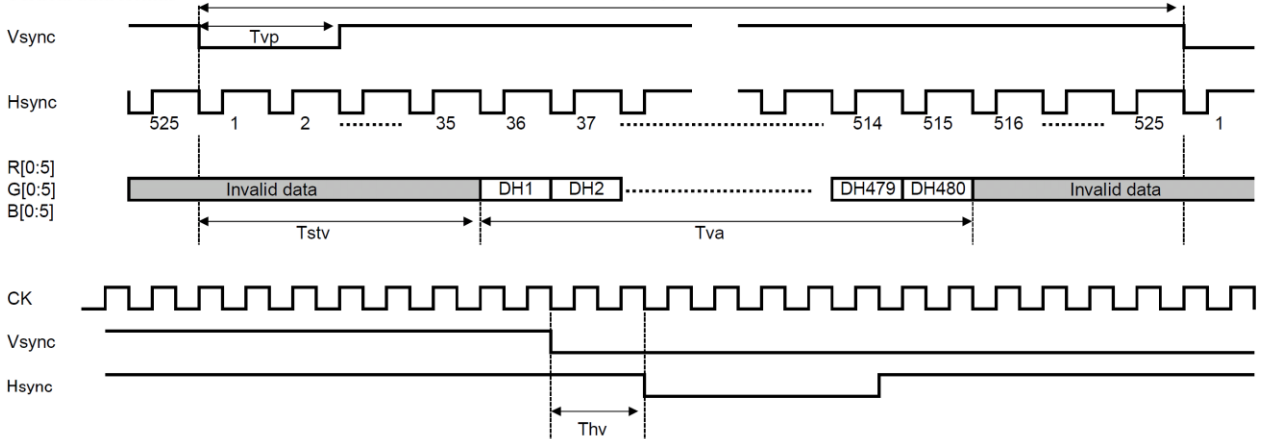 Vsync
Tvp
Hsync
525 1 2 ........ 35 36 37 ........................ 514 515 516 ........ 525 1
R[0:5]
G[0:5]
B[0:5]
Invalid data DH1 DH2 ........................ DH479 DH480 Invalid data
Tstv Tva
CK
Vsync
Hsync
Thv